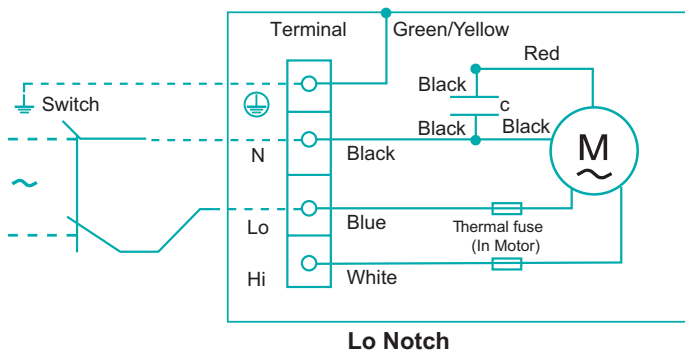 Terminal
Green/Yellow
Red
Black
Switch
c
Black
Black
M
N
Black
Lo
Blue
Thermal fuse
(In Motor)
Hi
White
Lo Notch